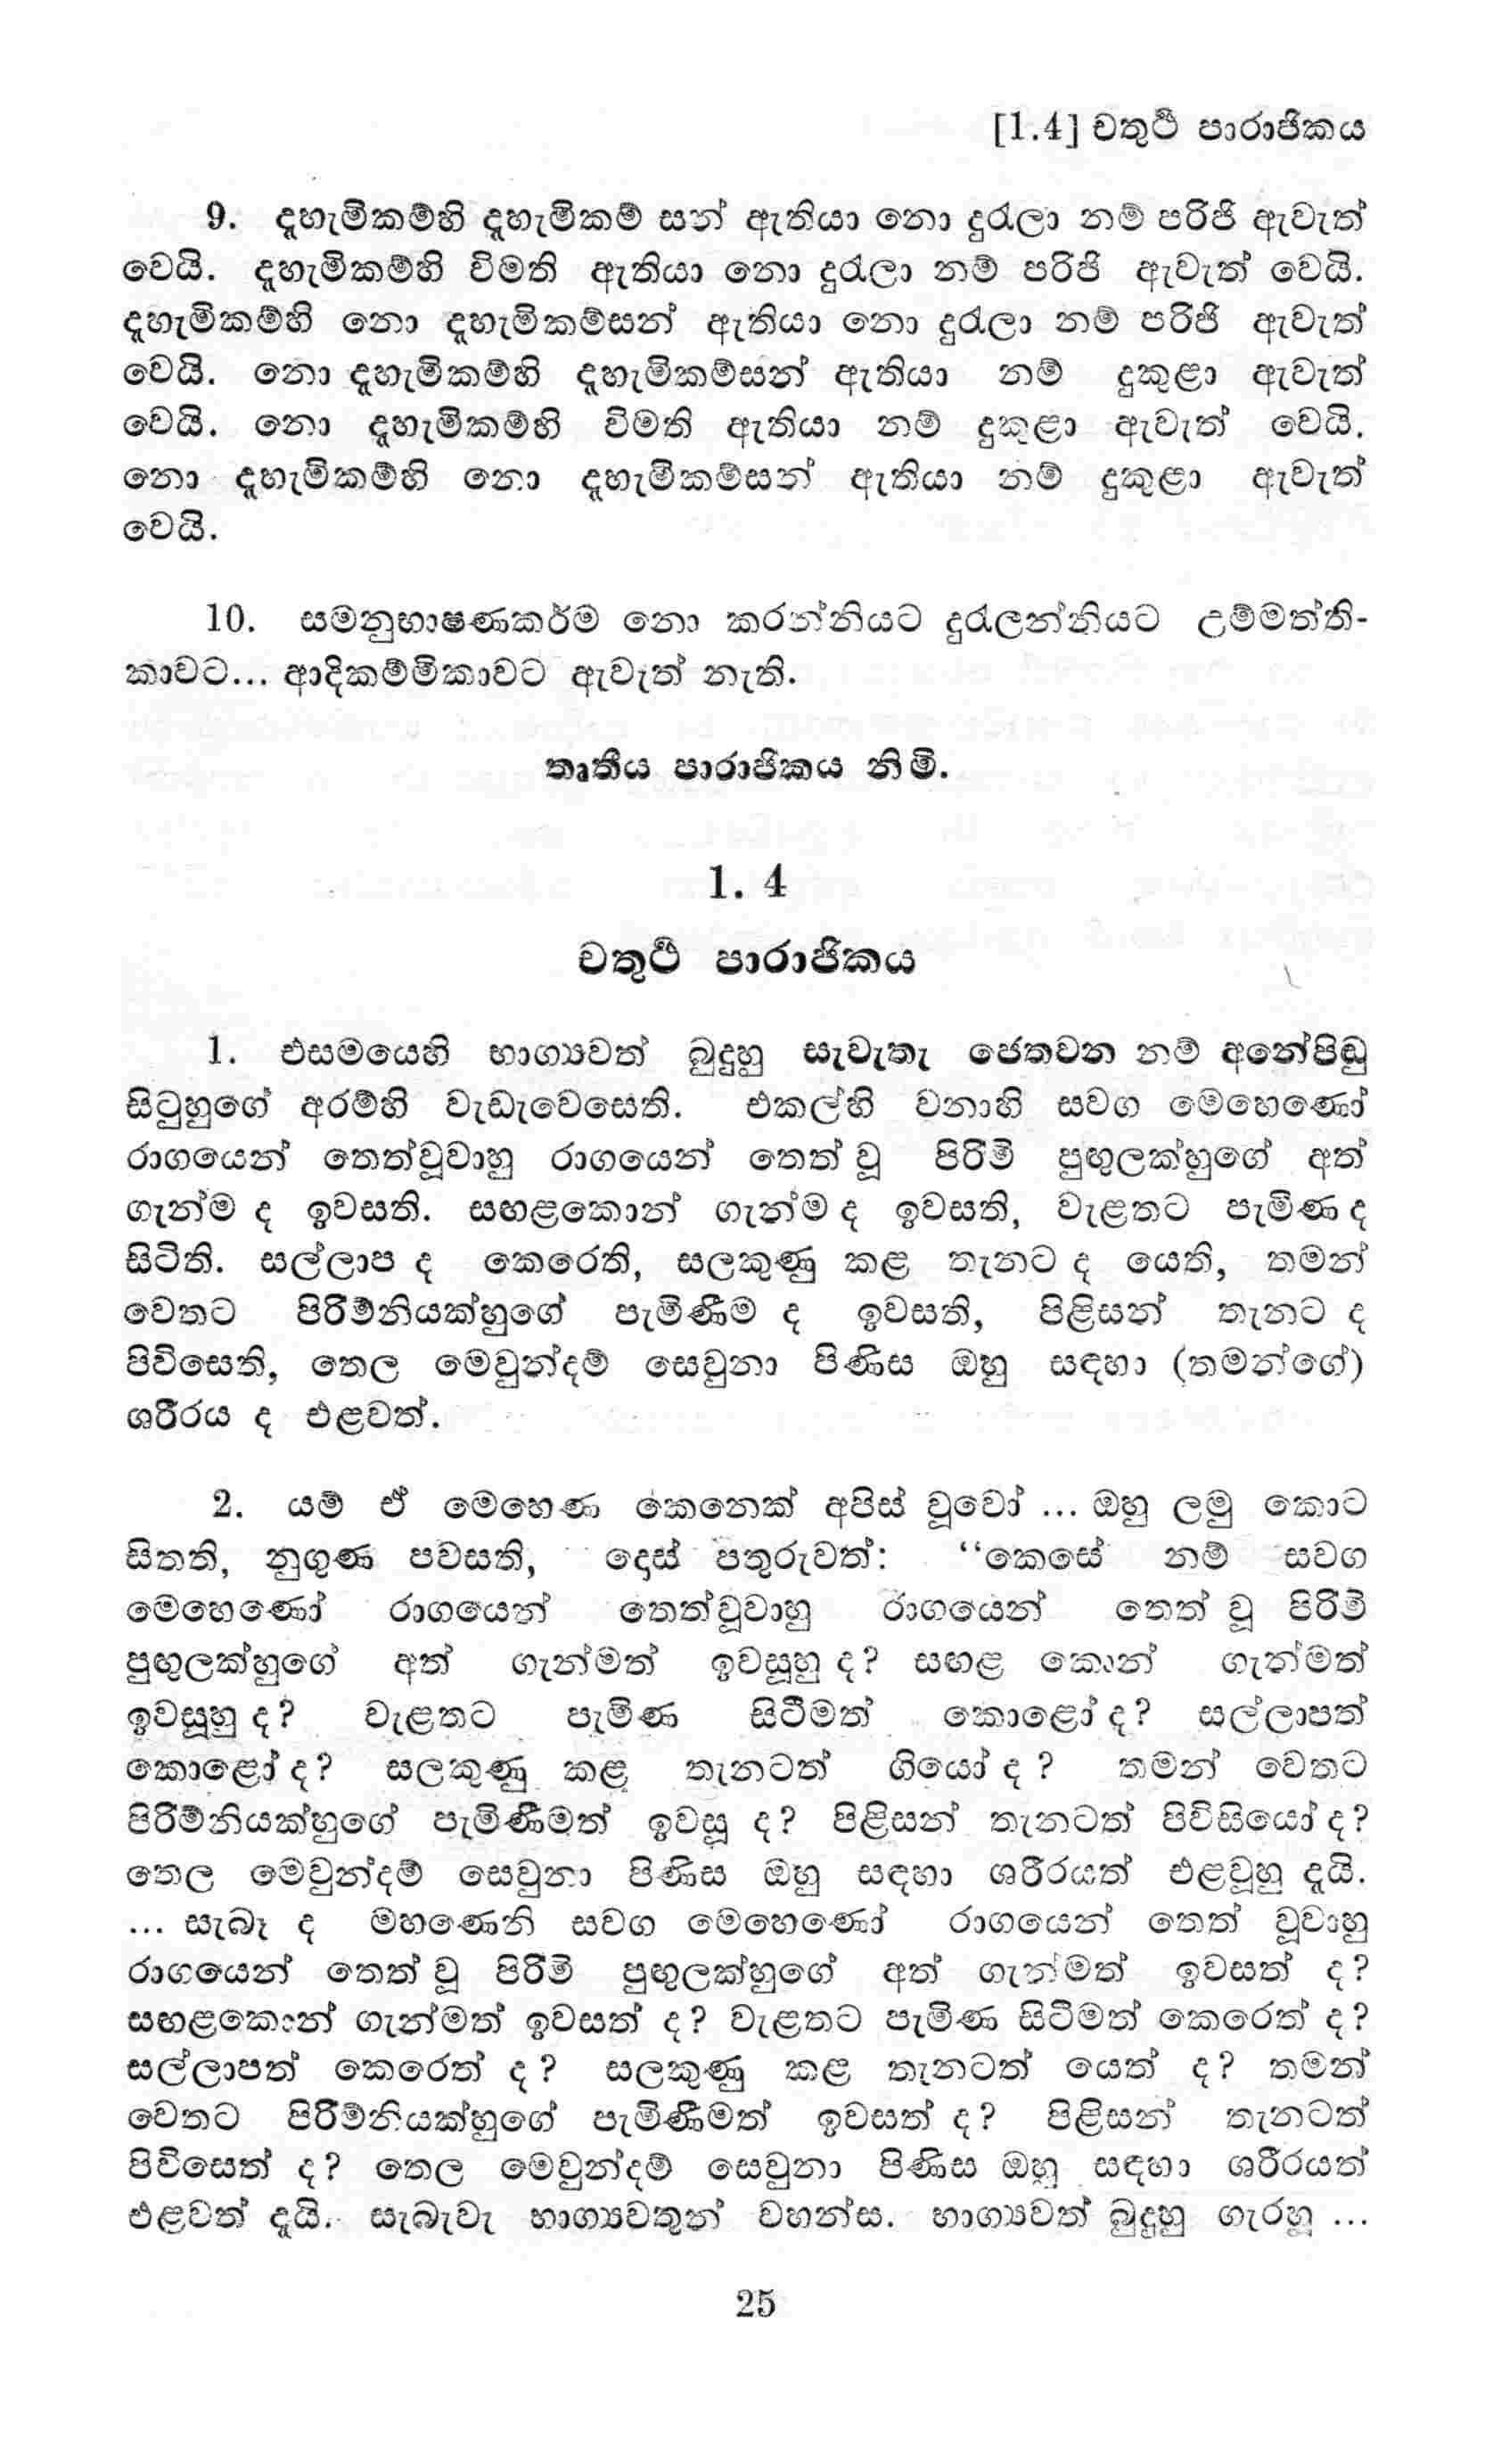 [1.4] චතුර්‍ථ පාරාජිකය
9. දැහැමිකම්හි දැහැමිකම් සන් ඇතියා නො දුරැලා නම් පරිජි ඇවැත්
වෙයි. දැහැමිකම්හි විමති ඇතියා නො දුරැලා නම් පරිජි ඇවැත් වෙයි.
දැහැමිකම්හි නො දැහැමිකම්සන් ඇතියා නො දුරැලා නම් පරිජි ඇවැත්
වෙයි. නො දැහැමිකම්හි දැහැමිකම්සන් ඇතියා නම් දුකුළා ඇවැත්
වෙයි. නො දැහැමිකම්හි විමති ඇතියා නම් දුකුළා ඇවැත් වෙයි.
නො දැහැමිකම්හි නො දැහැමිකම්සන් ඇතියා නම් දුකුළා ඇවැත්
වෙයි.
10. සමනුභාෂණකර්ම නො කරන්නියට දුරැලන්නියට උම්මත්ති-
කාවට... ආදිකම්මිකාවට ඇවැත් නැති.
තෘතීය පාරාජිකය නිමි.
1. 4
චතුර්‍ථ පාරාජිකය
1. එසමයෙහි භාග්‍යවත් බුදුහු සැවැතැ ජෙතවන නම් අනේපිඬු
සිටුහුගේ අරම්හි වැඩැවෙසෙති. එකල්හි වනාහි සවග මෙහෙණෝ
රාගයෙන් තෙත්වූවාහු රාගයෙන් තෙත් වූ පිරිමි පුඟුලක්හුගේ අත්
ගැන්ම ද ඉවසති. සඟළකොන් ගැන්ම ද ඉවසති, වැළතට පැමිණ ද
සිටිති. සල්ලාප ද කෙරෙති, සලකුණු කළ තැනට ද යෙති, තමන්
වෙතට පිරිමිනියක්හුගේ පැමිණීම ද ඉවසති, පිළිසන් තැනට ද
පිවිසෙති, තෙල මෙවුන්දම් සෙවුනා පිණිස ඔහු සඳහා (තමන්ගේ)
ශරීරය ද එළවත්.
2. යම් ඒ මෙහෙණ කෙනෙක් අපිස් වූවෝ ... ඔහු ලමු කොට
සිතති, නුගුණ පවසති, දොස් පතුරුවත්: “කෙසේ නම් සවග
මෙහෙණෝ රාගයෙන් තෙත්වූවාහු රාගයෙන් තෙත් වූ පිරිමි
පුඟුලක්හුගේ අත් ගැන්මත් ඉවසූහු ද? සඟළ කොන් ගැන්මත්
ඉවසූහු ද? වැළතට පැමිණ සිටීමත් කොළෝ ද? සල්ලාපත්
කොළෝ ද? සලකුණු කළ තැනටත් ගියෝ ද? තමන් වෙතට
පිරිමිනියක්හුගේ පැමිණීමත් ඉවසූ ද? පිළිසන් තැනටත් පිවිසියෝ ද?
තෙල මෙවුන්දම් සෙවුනා පිණිස ඔහු සඳහා ශරීරයත් එළවූහු දැයි.
... සැබෑ ද මහණෙනි සවග මෙහෙණෝ රාගයෙන් තෙත් වූවාහු
රාගයෙන් තෙත් වූ පිරිමි පුඟුලක්හුගේ අත් ගැන්මත් ඉවසත් ද?
සඟළකොන් ගැන්මත් ඉවසත් ද? වැළතට පැමිණ සිටීමත් කෙරෙත් ද?
සල්ලාපත් කෙරෙත් ද? සලකුණු කළ තැනටත් යෙත් ද? තමන්
වෙතට පිරිමිනියක්හුගේ පැමිණීමත් ඉවසත් ද? පිළිසන් තැනටත්
පිවිසෙත් ද? තෙල මෙවුන්දම් සෙවුනා පිණිස ඔහු සඳහා ශරීරයත්
එළවත් දැයි. සැබැවැ භාග්‍යවතුන් වහන්ස. භාග්‍යවත් බුදුහු ගැරහූ ...
25